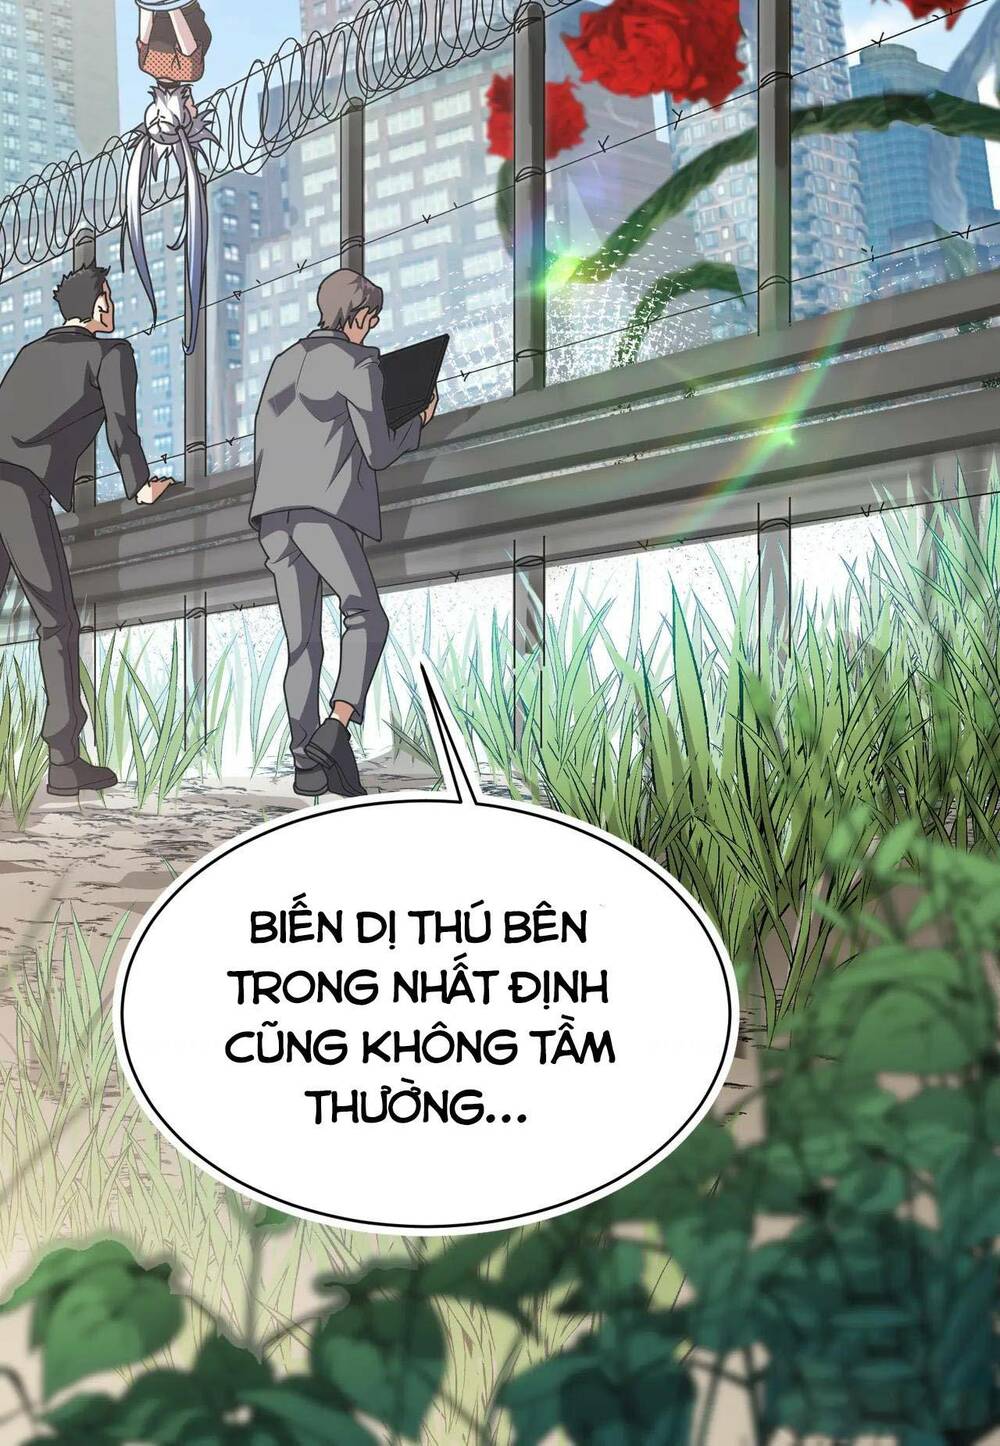 BIẾN DỊ THÚ BÊN
TRONG NHẤT ĐỊNH
CŨNG KHÔNG TẦM
THƯỜNG...